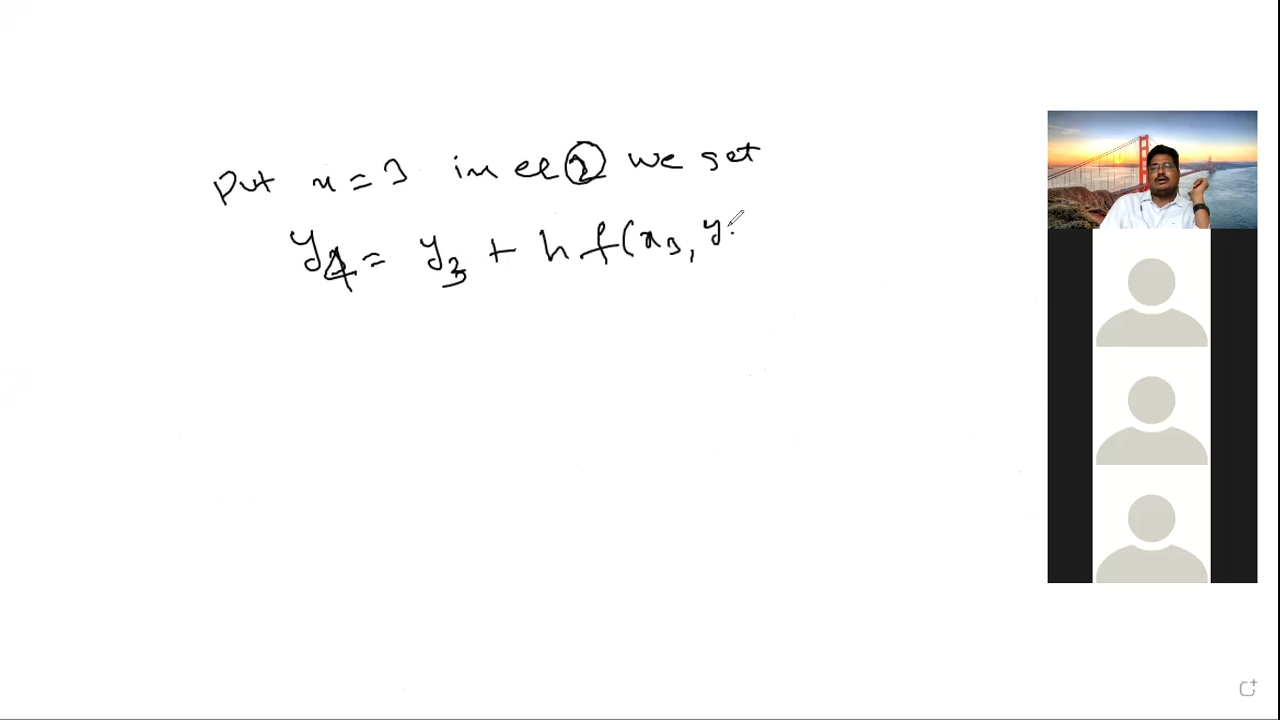 Put n = 3 in eq ② we get
y₄ = y₃ + h f(x₃, y